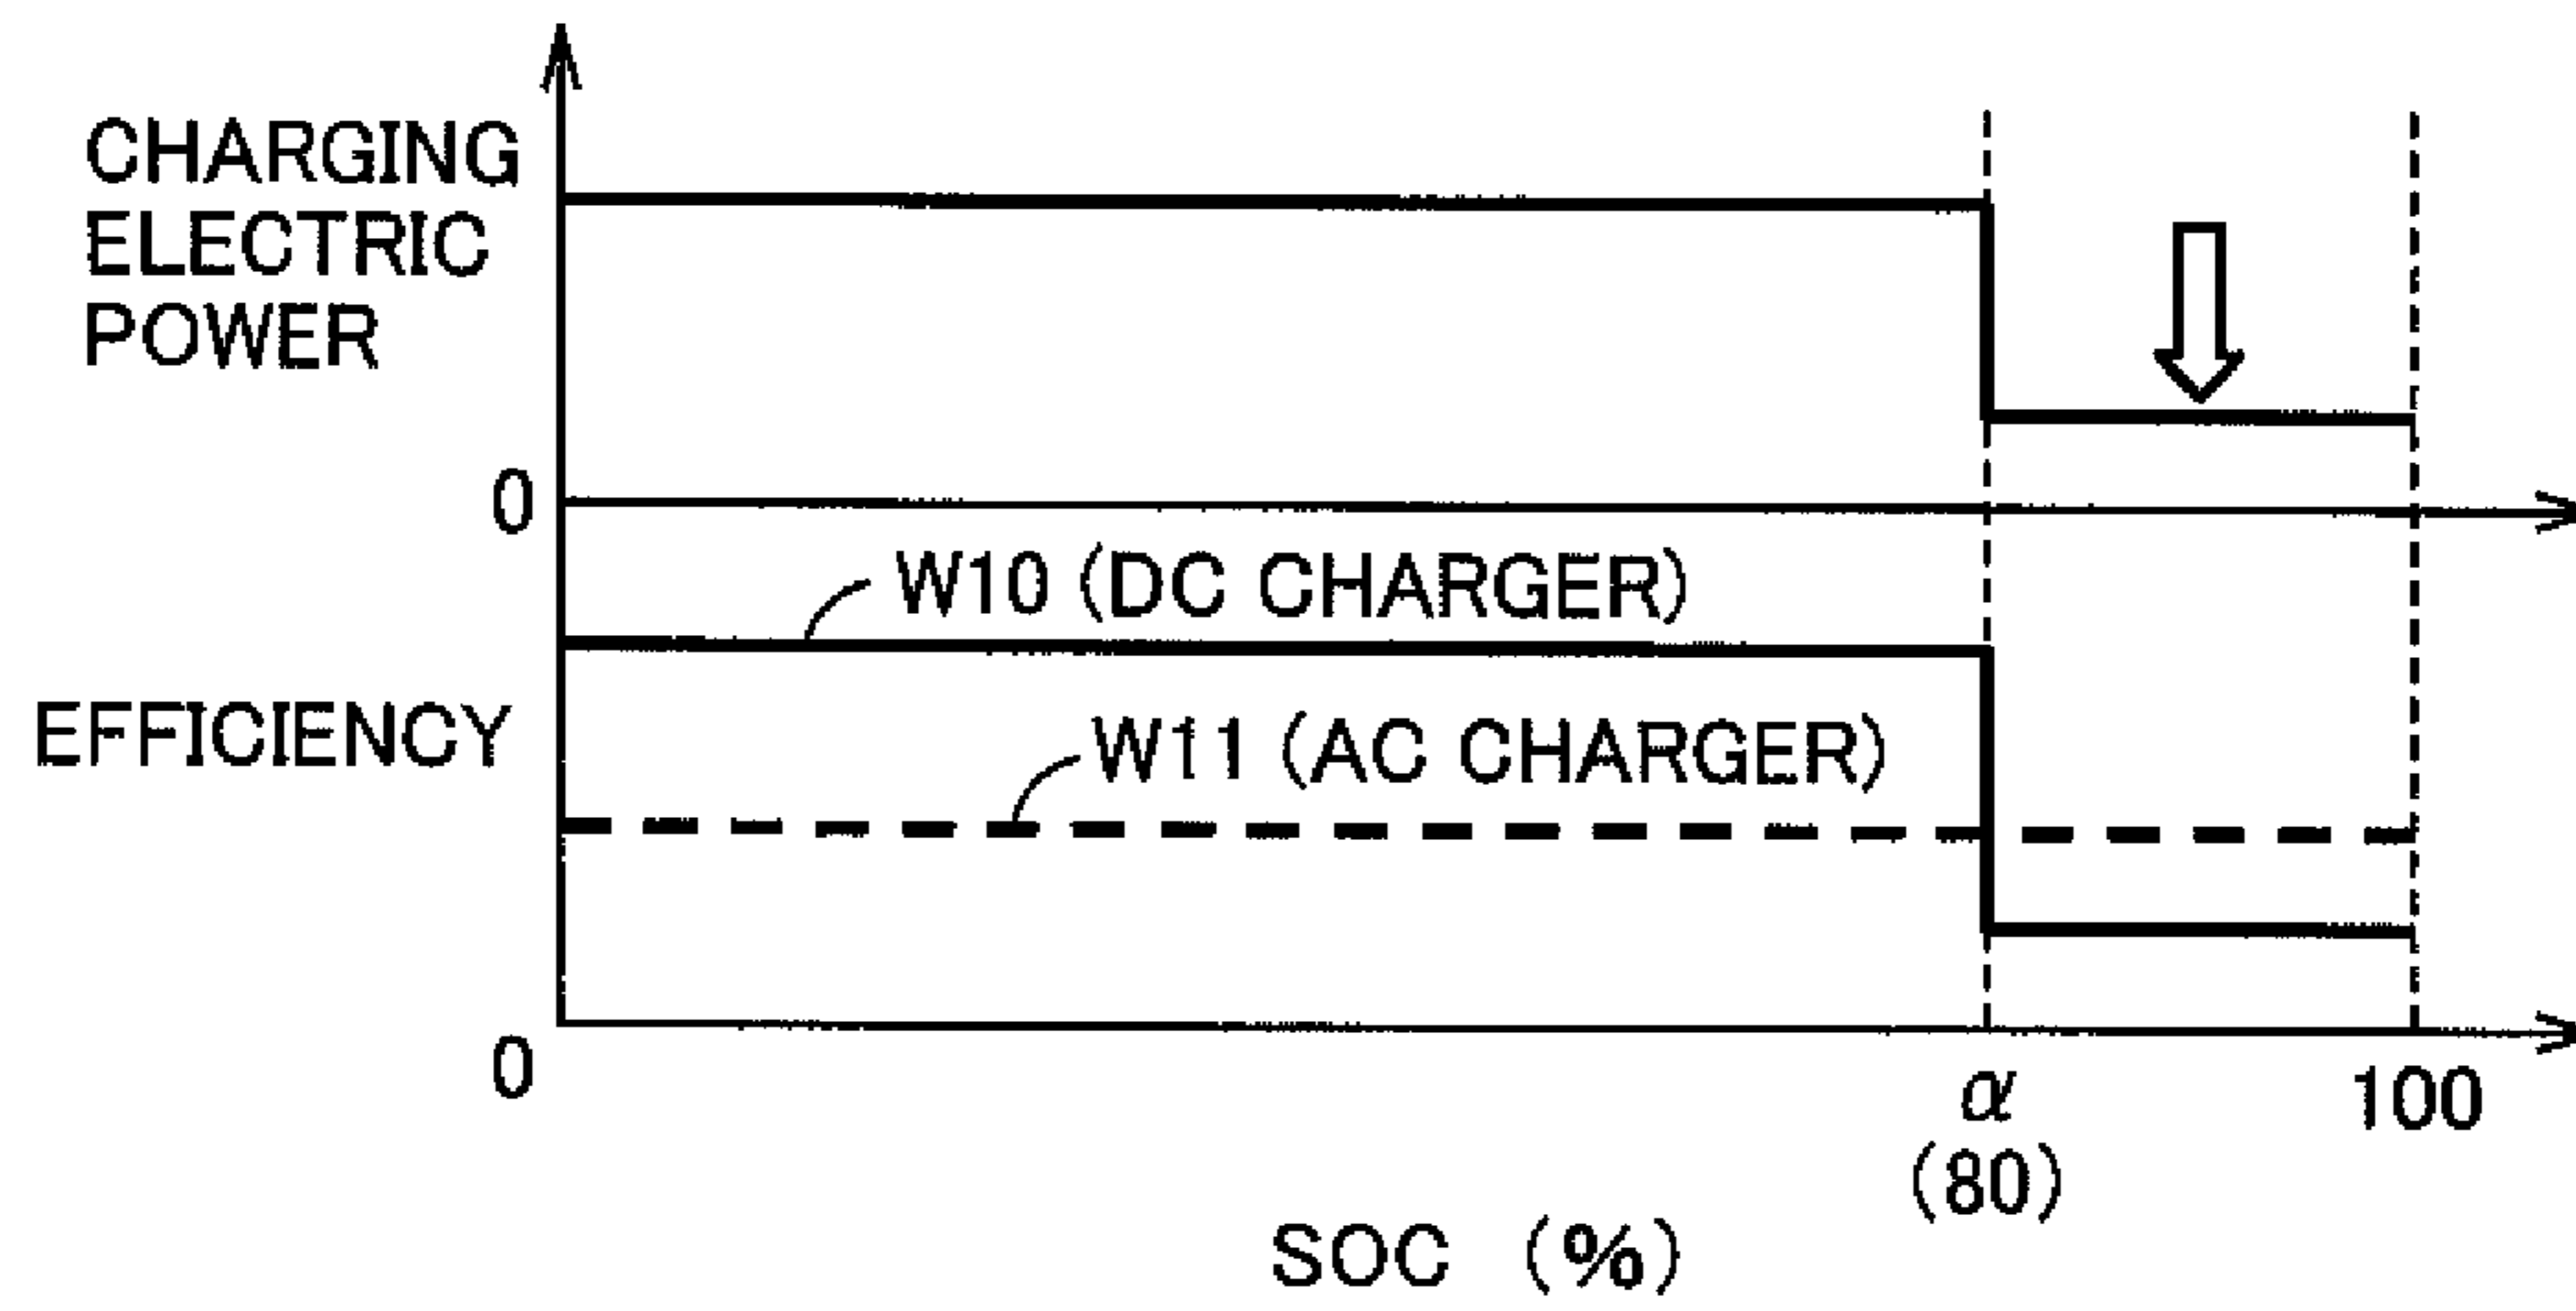 CHARGING
ELECTRIC
POWER
0
W10 (DC CHARGER)
EFFICIENCY
W11 (AC CHARGER)
0
α
100
(80)
SOC (%)